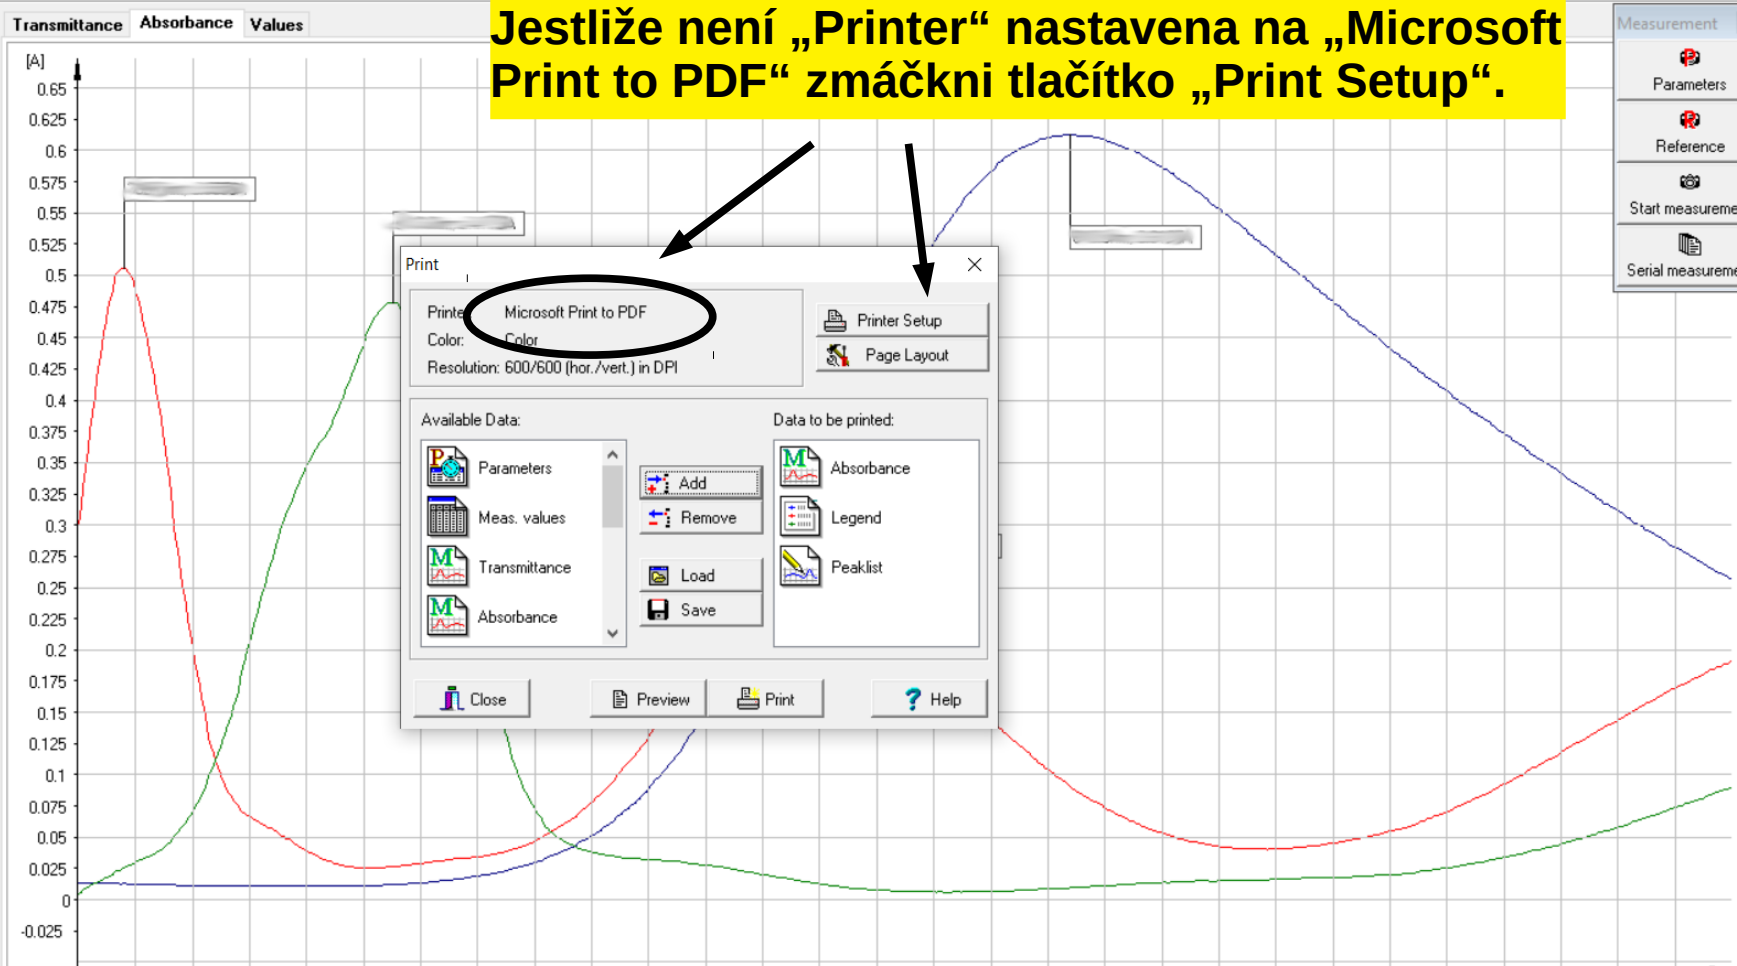 Jestliže není „Printer“ nastavena na „Microsoft
Print to PDF“ zmáčkni tlačítko „Print Setup“.
Transmittance Absorbance Values
Measurement
Parameters
Reference
Start measureme
Serial measureme
[A]
0.65
0.625
0.6
0.575
0.55
0.525
0.5
0.475
0.45
0.425
0.4
0.375
0.35
0.325
0.3
0.275
0.25
0.225
0.2
0.175
0.15
0.125
0.1
0.075
0.05
0.025
0
-0.025
Print
Printe Microsoft Print to PDF
Color: Color
Resolution: 600/600 (hor./vert.) in DPI
Printer Setup
Page Layout
Available Data:
Parameters
Meas. values
Transmittance
Absorbance
Add
Remove
Load
Save
Data to be printed:
Absorbance
Legend
Peaklist
Close Preview Print Help